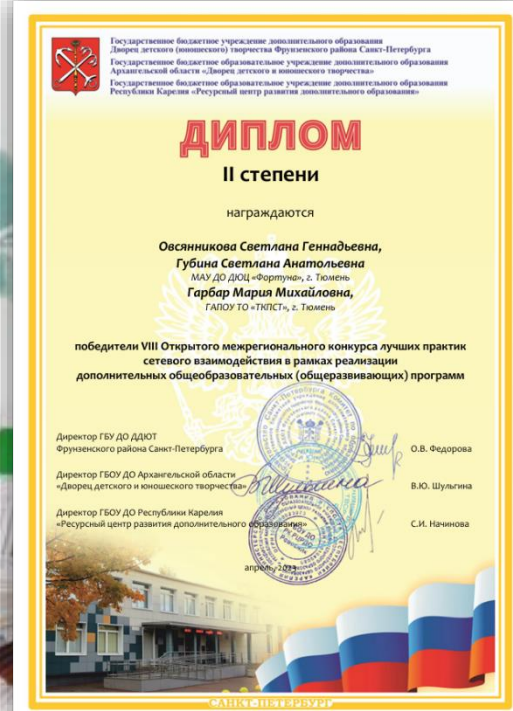 Государственное бюджетное учреждение дополнительного образования
Дворец детского (юношеского) творчества Фрунзенского района Санкт-Петербурга
Государственное бюджетное образовательное учреждение дополнительного образования
Архангельской области «Дворец детского и юношеского творчества»
Государственное бюджетное образовательное учреждение дополнительного образования
Республики Карелия «Ресурсный центр развития дополнительного образования»
ДИПЛОМ
II степени
награждаются
Овсянникова Светлана Геннадьевна,
Губина Светлана Анатольевна
МАУ ДО ДЮЦ «Фортуна», г. Тюмень
Гарбар Мария Михайловна,
ГАПОУ ТО «ТКПСТ», г. Тюмень
победители VIII Открытого межрегионального конкурса лучших практик
сетевого взаимодействия в рамках реализации
дополнительных общеобразовательных (общеразвивающих) программ
Директор ГБУ ДО ДДЮТ
Фрунзенского района Санкт-Петербурга
О.В. Федорова
Директор ГБОУ ДО Архангельской области
«Дворец детского и юношеского творчества»
В.Ю. Шульгина
Директор ГБОУ ДО Республики Карелия
«Ресурсный центр развития дополнительного образования»
С.И. Начинова
апрель,
САНКТ-ПЕТЕРБУРГ